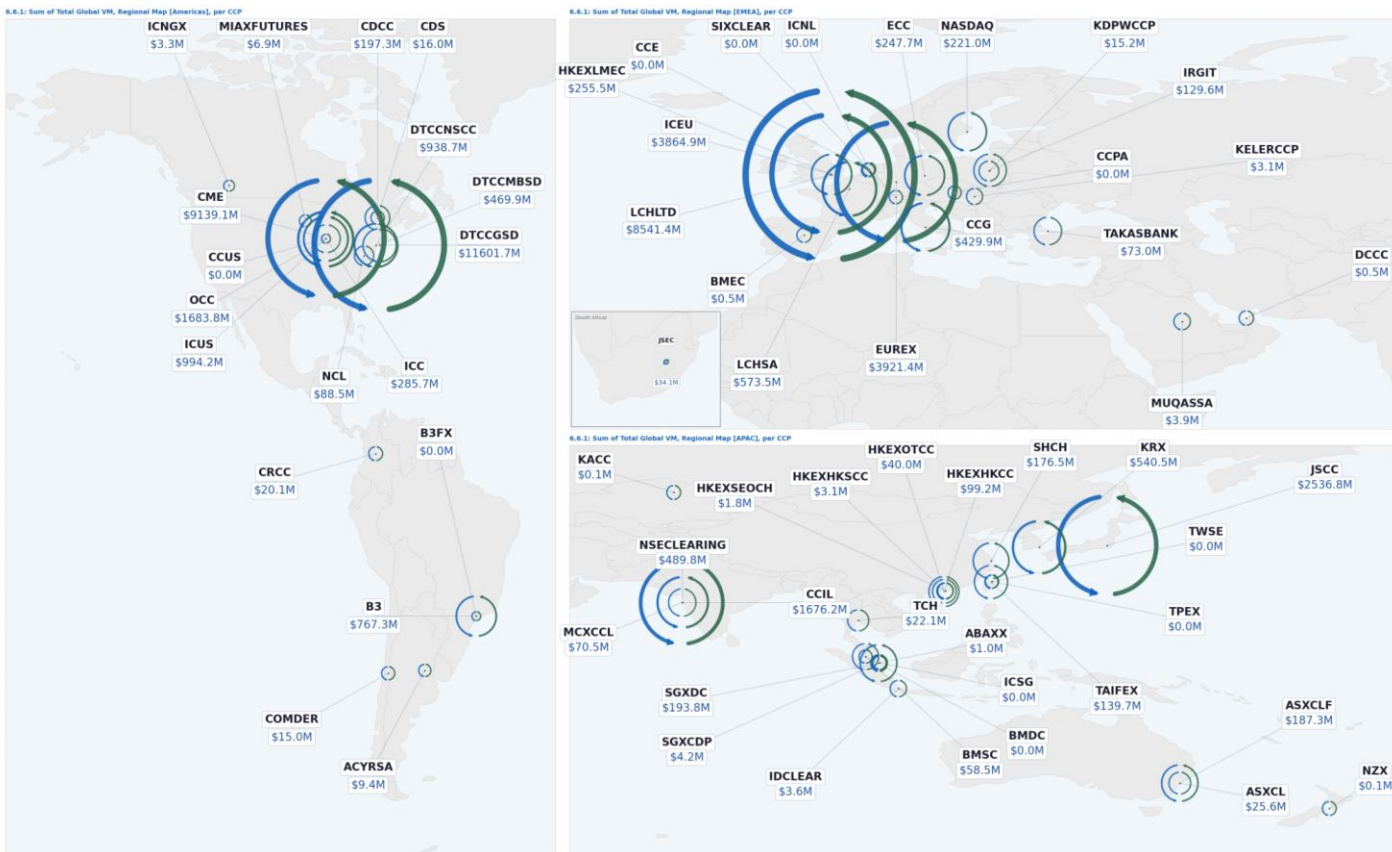 6.6.1: Sum of Total Global VM, Regional Map [Americas], per CCP
ICNGX
$3.3M
MIAXFUTURES
$6.9M
CDCC
$197.3M
CDS
$16.0M
DTCCNSCC
$938.7M
DTCCMBSD
$469.9M
CME
$9139.1M
DTCCGSD
$11601.7M
CCUS
$0.0M
OCC
$1683.8M
ICUS
$994.2M
NCL
$88.5M
ICC
$285.7M
B3FX
$0.0M
CRCC
$20.1M
B3
$767.3M
COMDER
$15.0M
ACYRSA
$9.4M
6.6.1: Sum of Total Global VM, Regional Map [EMEA], per CCP
SIXCLEAR
$0.0M
ICNL
$0.0M
ECC
$247.7M
NASDAQ
$221.0M
KDPWCCP
$15.2M
CCE
$0.0M
HKEXLMEC
$255.5M
IRGIT
$129.6M
ICEU
$3864.9M
KELERCCP
$3.1M
CCPA
$0.0M
LCHLTD
$8541.4M
CCG
$429.9M
TAKASBANK
$73.0M
DCCC
$0.5M
BMEC
$0.5M
(South Africa)
JSEC
$34.1M
LCHSA
$573.5M
EUREX
$3921.4M
MUQASSA
$3.9M
6.6.1: Sum of Total Global VM, Regional Map [APAC], per CCP
KACC
$0.1M
HKEXSEOCH
$1.8M
HKEXHKSCC
$3.1M
HKEXOTCC
$40.0M
HKEXHKCC
$99.2M
SHCH
$176.5M
KRX
$540.5M
JSCC
$2536.8M
NSECLEARING
$489.8M
TWSE
$0.0M
CCIL
$1676.2M
TCH
$22.1M
TPEX
$0.0M
MCXCCL
$70.5M
ABAXX
$1.0M
ICSG
$0.0M
TAIFEX
$139.7M
SGXDC
$193.8M
ASXCLF
$187.3M
SGXCDP
$4.2M
BMDC
$0.0M
BMSC
$58.5M
IDCLEAR
$3.6M
NZX
$0.1M
ASXCL
$25.6M